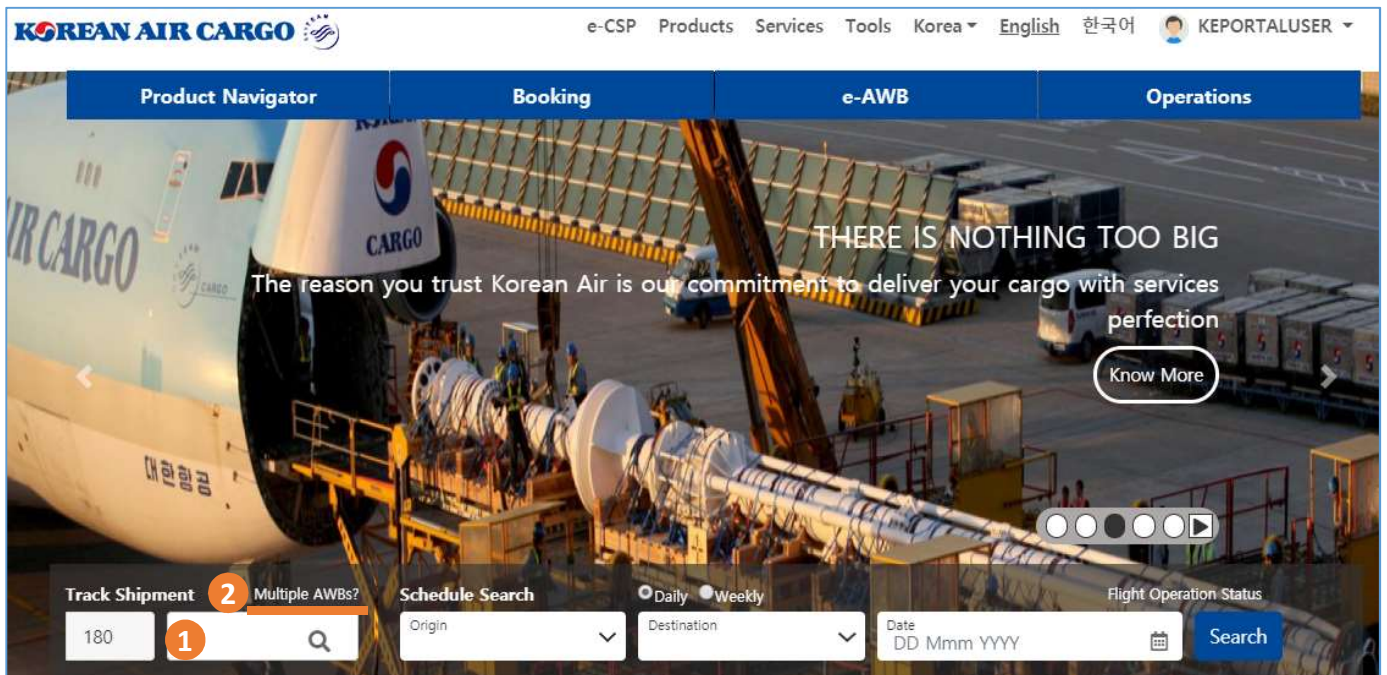 KOREAN AIR CARGO
e-CSP Products Services Tools Korea English 한국어 KEPORTALUSER
Product Navigator Booking e-AWB Operations
CARGO
IR CARGO
CARGO
THERE IS NOTHING TOO BIG
The reason you trust Korean Air is our commitment to deliver your cargo with services
perfection
Know More
대한항공
Track Shipment 2 Multiple AWBs? Schedule Search Daily Weekly Flight Operation Status
180 1 Origin Destination Date
DD Mmm YYYY Search